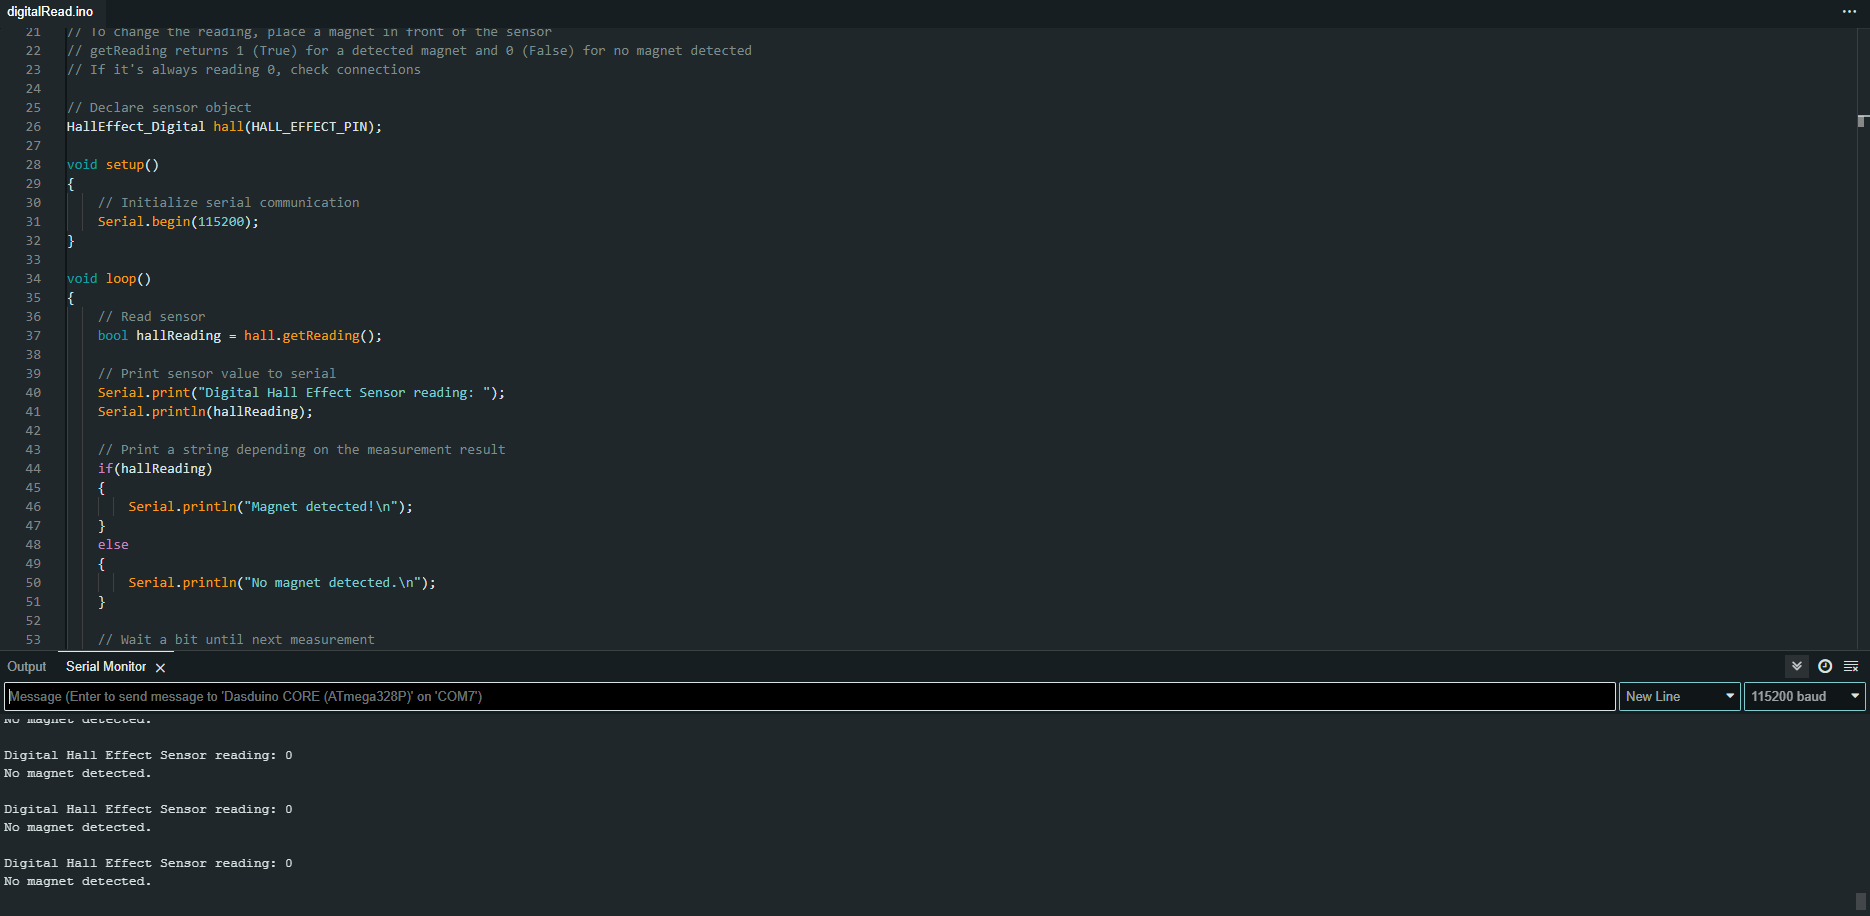 digitalRead.ino
21 // To change the reading, place a magnet in front of the sensor
22 // getReading returns 1 (True) for a detected magnet and 0 (False) for no magnet detected
23 // If it's always reading 0, check connections
24
25 // Declare sensor object
26 HallEffect_Digital hall(HALL_EFFECT_PIN);
27
28 void setup()
29 {
30     // Initialize serial communication
31     Serial.begin(115200);
32 }
33
34 void loop()
35 {
36     // Read sensor
37     bool hallReading = hall.getReading();
38
39     // Print sensor value to serial
40     Serial.print("Digital Hall Effect Sensor reading: ");
41     Serial.println(hallReading);
42
43     // Print a string depending on the measurement result
44     if(hallReading)
45     {
46         Serial.println("Magnet detected!\n");
47     }
48     else
49     {
50         Serial.println("No magnet detected.\n");
51     }
52
53     // Wait a bit until next measurement
Output Serial Monitor
Message (Enter to send message to 'Dasduino CORE (ATmega328P)' on 'COM7') New Line 115200 baud
No magnet detected.
Digital Hall Effect Sensor reading: 0
No magnet detected.
Digital Hall Effect Sensor reading: 0
No magnet detected.
Digital Hall Effect Sensor reading: 0
No magnet detected.